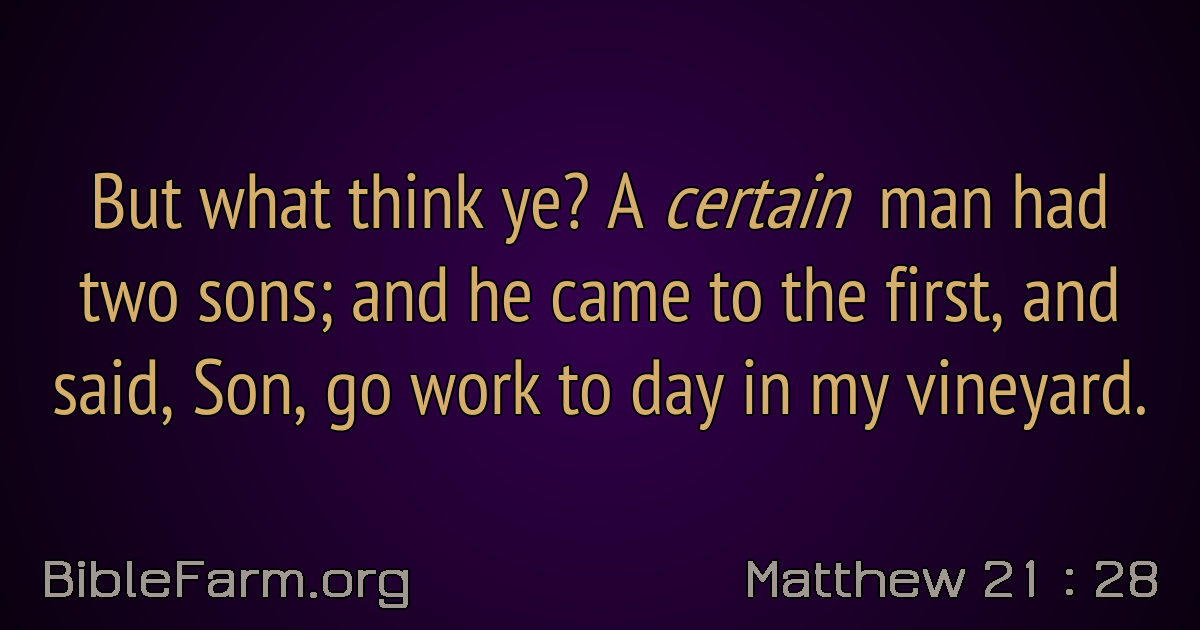 But what think ye? A certain man had
two sons; and he came to the first, and
said, Son, go work to day in my vineyard.
BibleFarm.org
Matthew 21 : 28